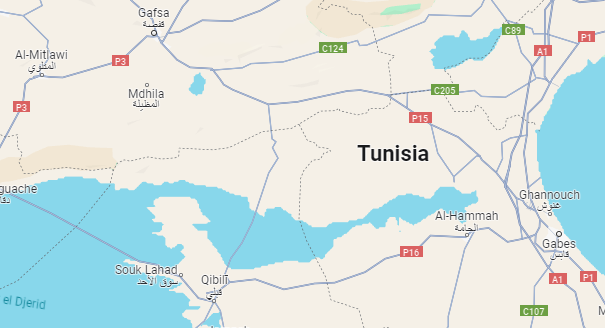 Gafsa
قفصة
C89
P1
A1
C124
Al-Mitlawi
المتلوي
P3
C205
Mdhila
المظيلة
P3
P15
Tunisia
guache
Ghannouch
غنوش
Al-Hammah
الحامة
Gabes
قابس
P16
Souk Lahad
سوق الأحد
Qibili
قبلي
A1
P1
el Djerid
C107